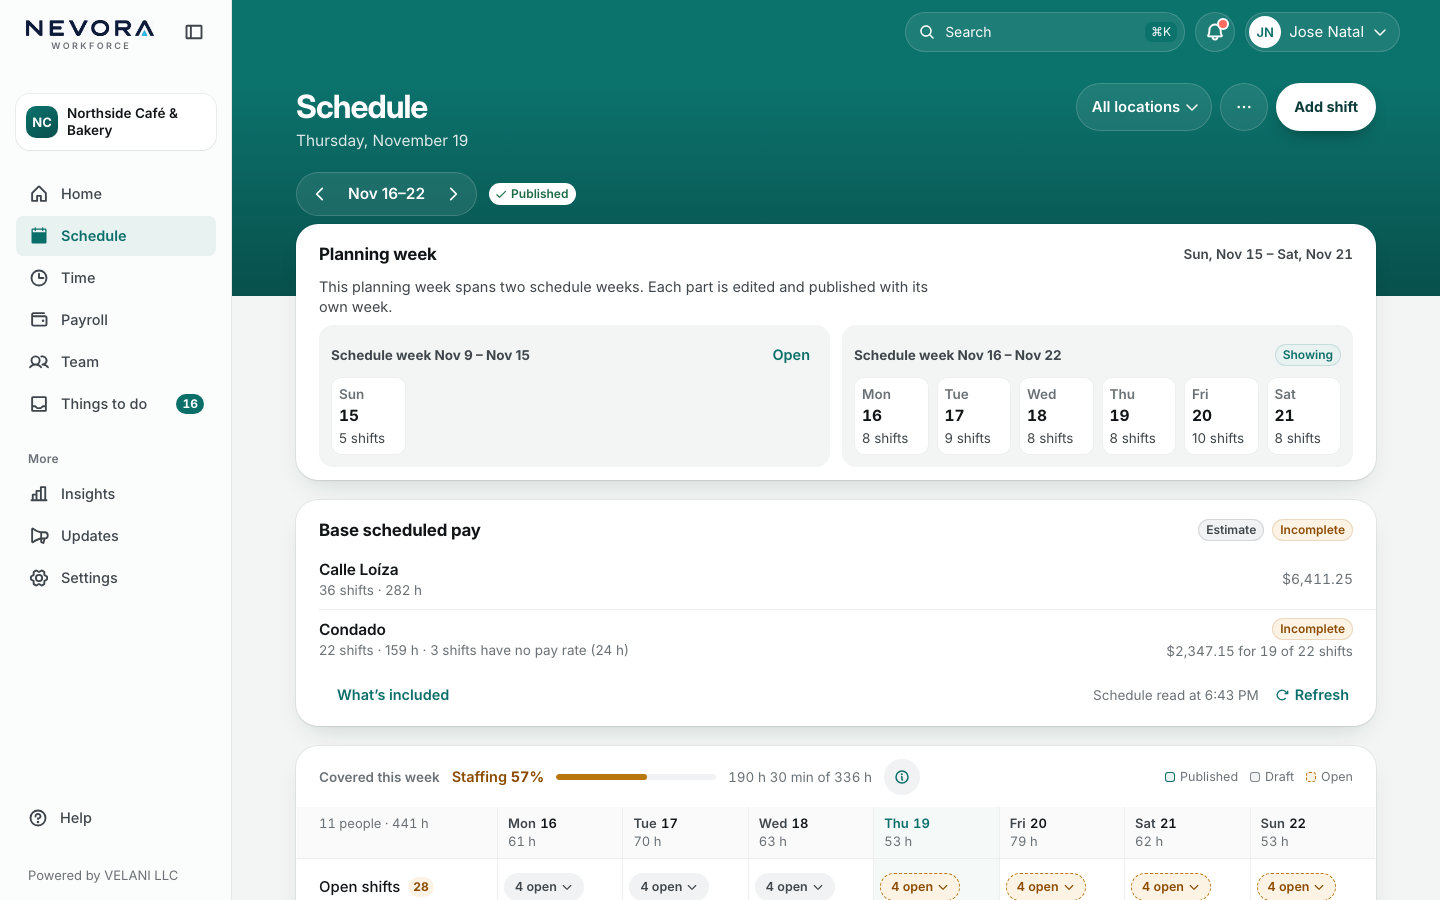 NEVORA
WORKFORCE
Search
⌘K
JN
Jose Natal
NC
Northside Café &
Bakery
Home
Schedule
Time
Payroll
Team
Things to do
16
More
Insights
Updates
Settings
Help
Powered by VELANI LLC
Schedule
Thursday, November 19
All locations
Add shift
Nov 16–22
Published
Planning week
Sun, Nov 15 – Sat, Nov 21
This planning week spans two schedule weeks. Each part is edited and published with its
own week.
Schedule week Nov 9 – Nov 15
Open
Sun
15
5 shifts
Schedule week Nov 16 – Nov 22
Showing
Mon
16
8 shifts
Tue
17
9 shifts
Wed
18
8 shifts
Thu
19
8 shifts
Fri
20
10 shifts
Sat
21
8 shifts
Base scheduled pay
Estimate
Incomplete
Calle Loíza
36 shifts · 282 h
$6,411.25
Condado
22 shifts · 159 h · 3 shifts have no pay rate (24 h)
Incomplete
$2,347.15 for 19 of 22 shifts
What’s included
Schedule read at 6:43 PM
Refresh
Covered this week
Staffing 57%
190 h 30 min of 336 h
Published
Draft
Open
11 people · 441 h
Mon 16
61 h
Tue 17
70 h
Wed 18
63 h
Thu 19
53 h
Fri 20
79 h
Sat 21
62 h
Sun 22
53 h
Open shifts
28
4 open
4 open
4 open
4 open
4 open
4 open
4 open